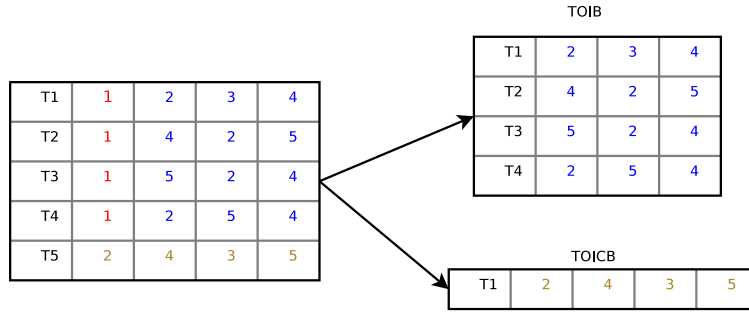 TOIB
T1 2 3 4
T2 4 2 5
T3 5 2 4
T4 2 5 4
T1 1 2 3 4
T2 1 4 2 5
T3 1 5 2 4
T4 1 2 5 4
T5 2 4 3 5
TOICB
T1 2 4 3 5